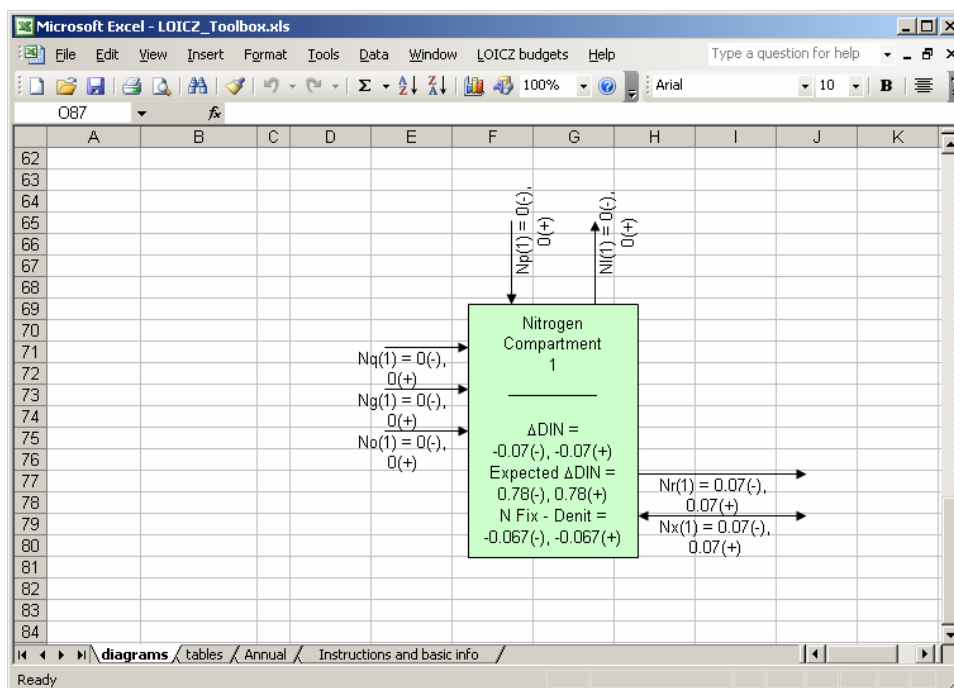 Microsoft Excel - LOICZ_Toolbox.xls
File Edit View Insert Format Tools Data Window LOICZ budgets Help Type a question for help
Σ A Z Z A 100% Arial 10 B
O87 fx
A B C D E F G H I J K
62
63
64
65
66
67
68
69
70
71
72
73
74
75
76
77
78
79
80
81
82
83
84
Np(1) = 0(-),
0(+)
Nl(1) = 0(-),
0(+)
Nitrogen
Compartment
1
Nq(1) = 0(-),
0(+)
Ng(1) = 0(-),
0(+)
No(1) = 0(-),
0(+)
ΔDIN =
-0.07(-), -0.07(+)
Expected ΔDIN =
0.78(-), 0.78(+)
N Fix - Denit =
-0.067(-), -0.067(+)
Nr(1) = 0.07(-),
0.07(+)
Nx(1) = 0.07(-),
0.07(+)
diagrams / tables / Annual / Instructions and basic info /
Ready